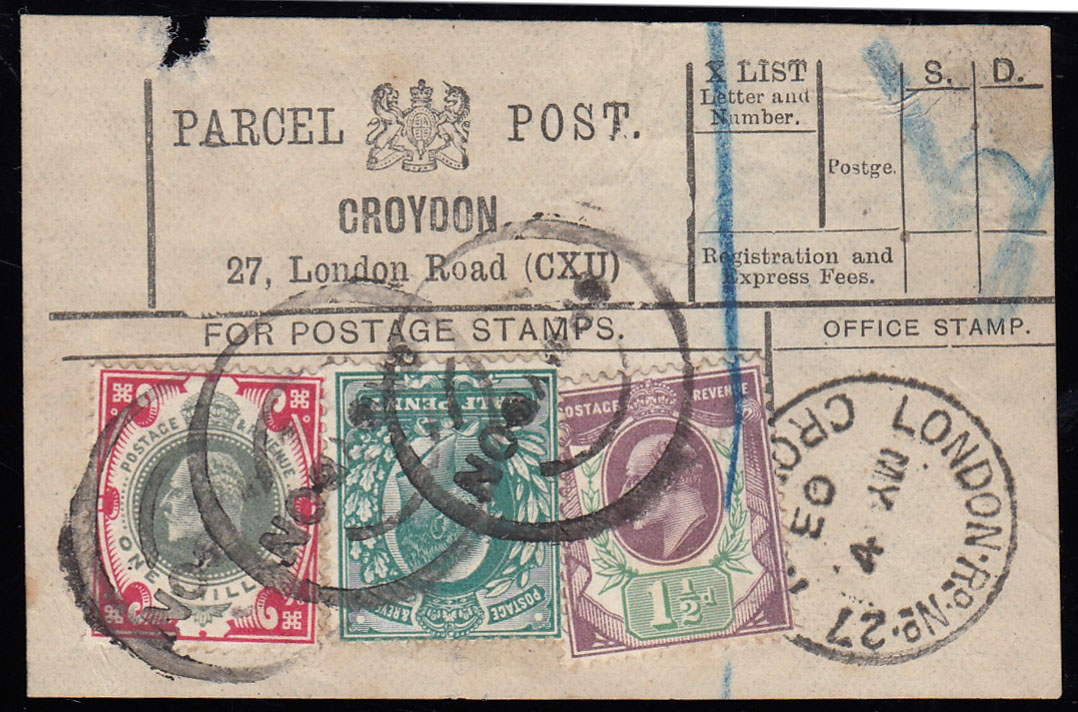 PARCEL POST.
CROYDON
27, London Road (CXU)
X LIST
Letter and
Number.
Postge.
S. D.
Registration and
Express Fees.
FOR POSTAGE STAMPS.
OFFICE STAMP.
POSTAGE & REVENUE
ONE SHILLING
HALF PENNY
POSTAGE & REVENUE
POSTAGE REVENUE
1½d
LONDON. RD. NO. 27
MY 4
03